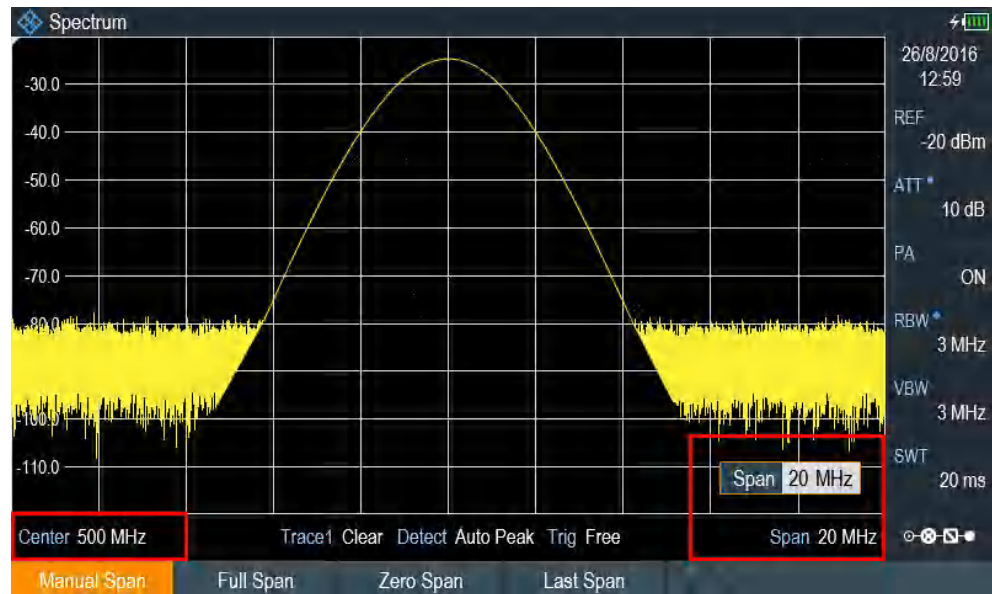 Spectrum
26/8/2016
12:59
-30.0
-40.0
-50.0
-60.0
-70.0
-80.0
-100.0
-110.0
REF
-20 dBm
ATT
10 dB
PA
ON
RBW
3 MHz
VBW
3 MHz
SWT
20 ms
Span 20 MHz
Center 500 MHz Trace1 Clear Detect Auto Peak Trig Free Span 20 MHz
Manual Span Full Span Zero Span Last Span